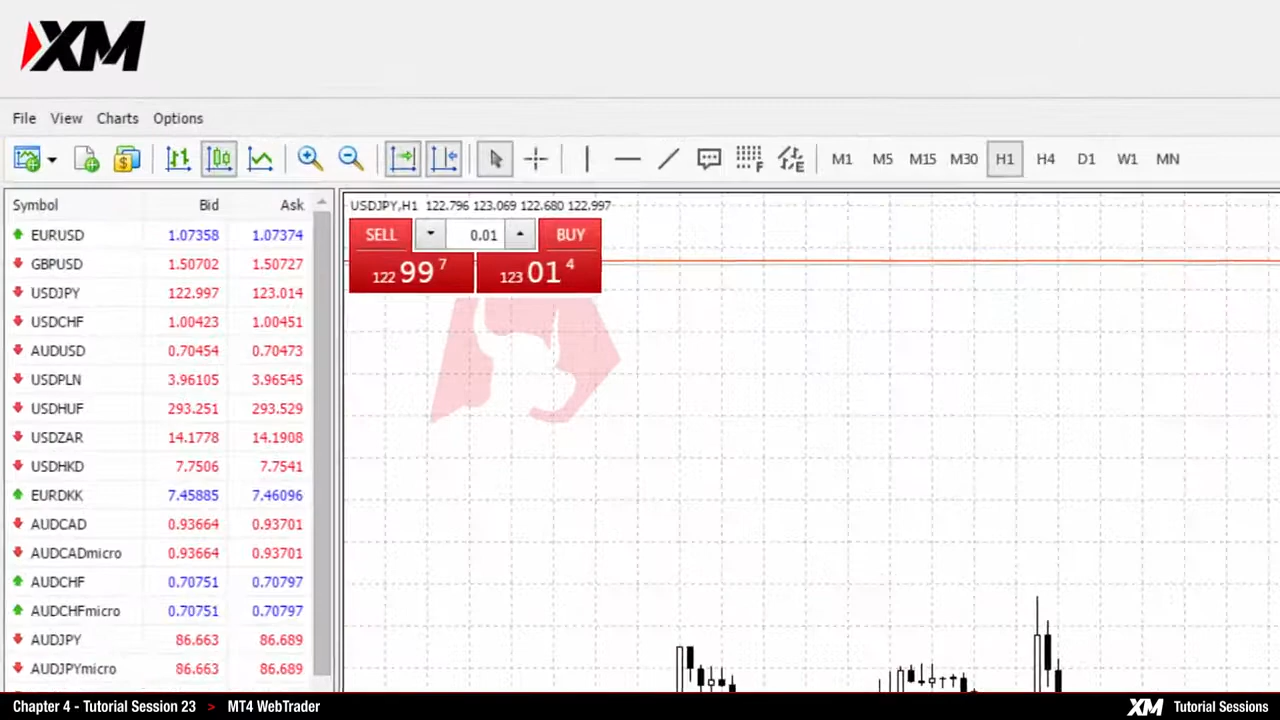 XM
File View Charts Options
M1 M5 M15 M30 H1 H4 D1 W1 MN
Symbol Bid Ask
EURUSD 1.07358 1.07374
GBPUSD 1.50702 1.50727
USDJPY 122.997 123.014
USDCHF 1.00423 1.00451
AUDUSD 0.70454 0.70473
USDPLN 3.96105 3.96545
USDHUF 293.251 293.529
USDZAR 14.1778 14.1908
USDHKD 7.7506 7.7541
EURDKK 7.45885 7.46096
AUDCAD 0.93664 0.93701
AUDCADmicro 0.93664 0.93701
AUDCHF 0.70751 0.70797
AUDCHFmicro 0.70751 0.70797
AUDJPY 86.663 86.689
AUDJPYmicro 86.663 86.689
USDJPY,H1 122.796 123.069 122.680 122.997
SELL 0.01 BUY
122 99 7 123 01 4
Chapter 4 - Tutorial Session 23 > MT4 WebTrader
XM Tutorial Sessions